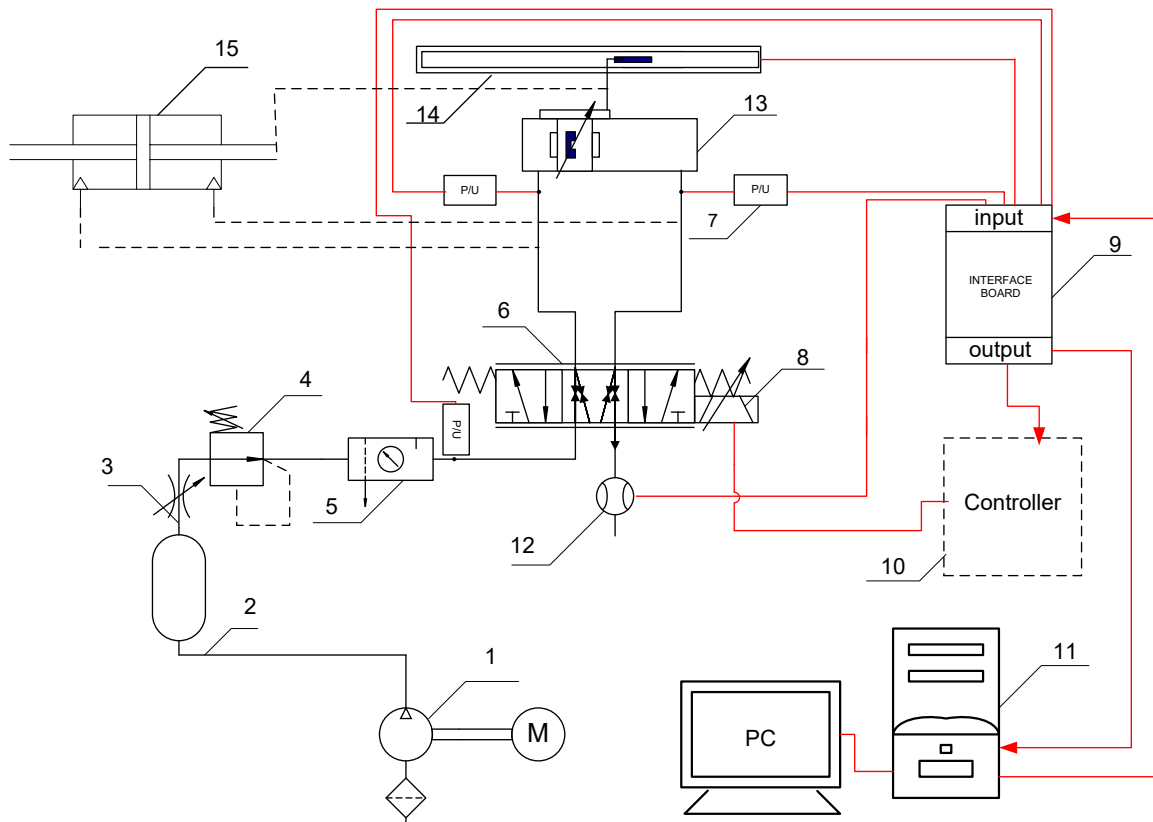 15
14
13
P/U
P/U
7
input
9
INTERFACE
BOARD
6
output
8
4
P/U
3
5
Controller
12
10
2
1
11
M
PC